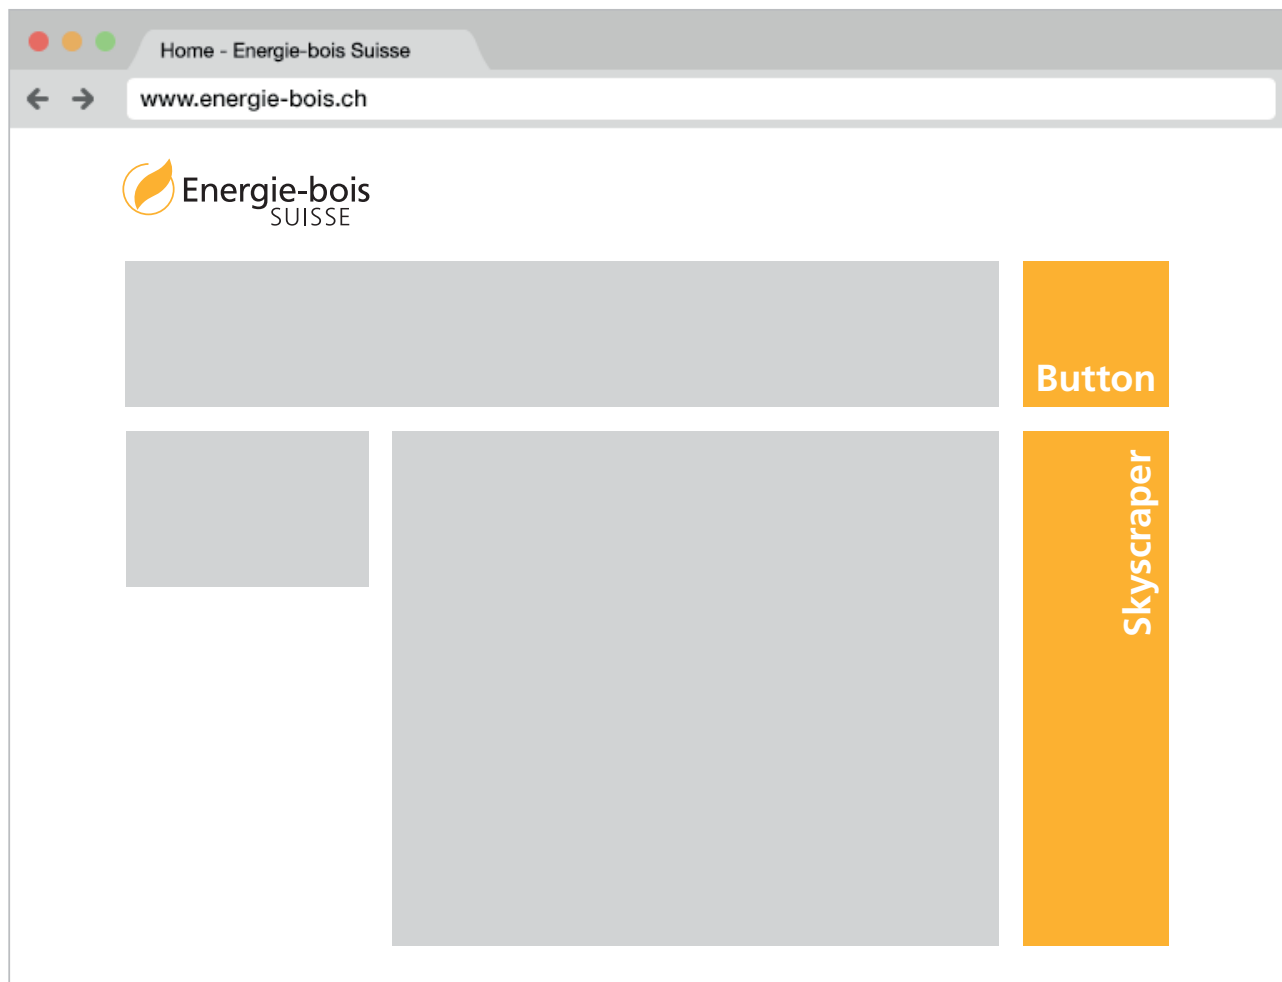 Home - Energie-bois Suisse
www.energie-bois.ch
Energie-bois
SUISSE
Button
Skyscraper